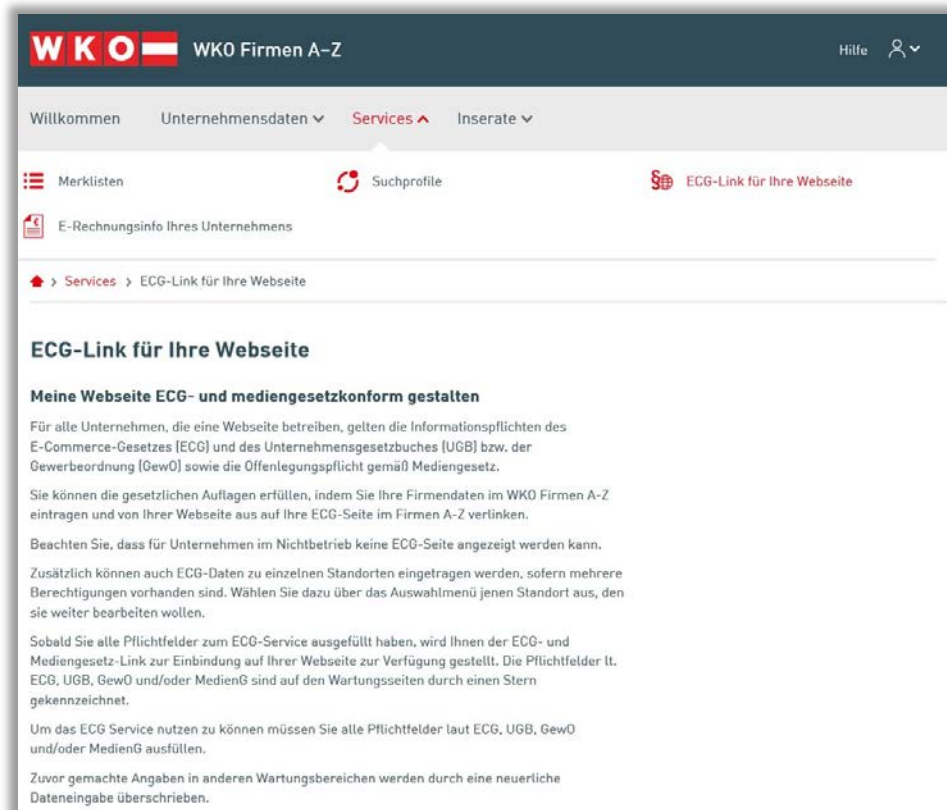 WKO WKO Firmen A-Z Hilfe
Willkommen Unternehmensdaten Services Inserate
Merklisten Suchprofile § ECG-Link für Ihre Webseite
€ E-Rechnungsinfo Ihres Unternehmens
> Services > ECG-Link für Ihre Webseite
ECG-Link für Ihre Webseite
Meine Webseite ECG- und mediengesetzkonform gestalten
Für alle Unternehmen, die eine Webseite betreiben, gelten die Informationspflichten des
E-Commerce-Gesetzes (ECG) und des Unternehmensgesetzbuches (UGB) bzw. der
Gewerbeordnung (GewO) sowie die Offenlegungspflicht gemäß Mediengesetz.
Sie können die gesetzlichen Auflagen erfüllen, indem Sie Ihre Firmendaten im WKO Firmen A-Z
eintragen und von Ihrer Webseite aus auf Ihre ECG-Seite im Firmen A-Z verlinken.
Beachten Sie, dass für Unternehmen im Nichtbetrieb keine ECG-Seite angezeigt werden kann.
Zusätzlich können auch ECG-Daten zu einzelnen Standorten eingetragen werden, sofern mehrere
Berechtigungen vorhanden sind. Wählen Sie dazu über das Auswahlmenü jenen Standort aus, den
sie weiter bearbeiten wollen.
Sobald Sie alle Pflichtfelder zum ECG-Service ausgefüllt haben, wird Ihnen der ECG- und
Mediengesetz-Link zur Einbindung auf Ihrer Webseite zur Verfügung gestellt. Die Pflichtfelder lt.
ECG, UGB, GewO und/oder MedienG sind auf den Wartungsseiten durch einen Stern
gekennzeichnet.
Um das ECG Service nutzen zu können müssen Sie alle Pflichtfelder laut ECG, UGB, GewO
und/oder MedienG ausfüllen.
Zuvor gemachte Angaben in anderen Wartungsbereichen werden durch eine neuerliche
Dateneingabe überschrieben.